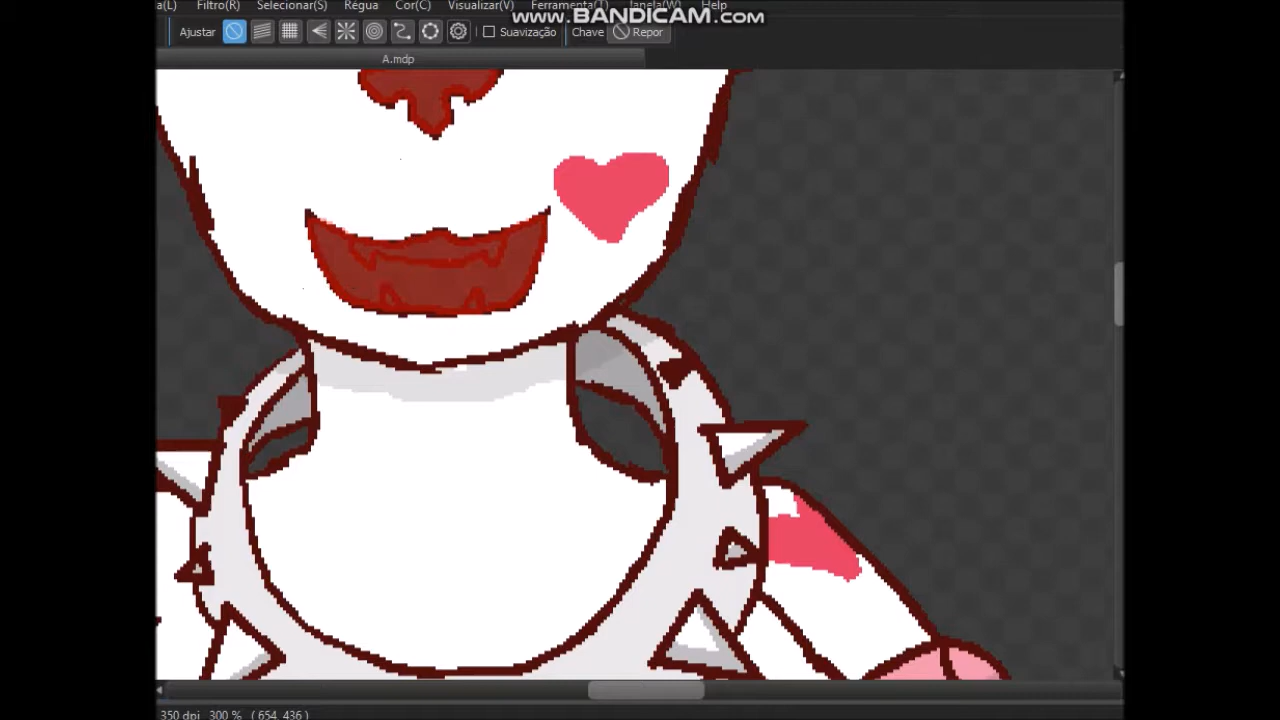 a(L) Filtro(R) Selecionar(S) Régua Cor(C) Visualizar(V) Ferramenta(T) Janela(W) Help
www.BANDICAM.com
Ajustar Suavização Chave Repor
A.mdp
350 dpi 300 % ( 654, 436 )